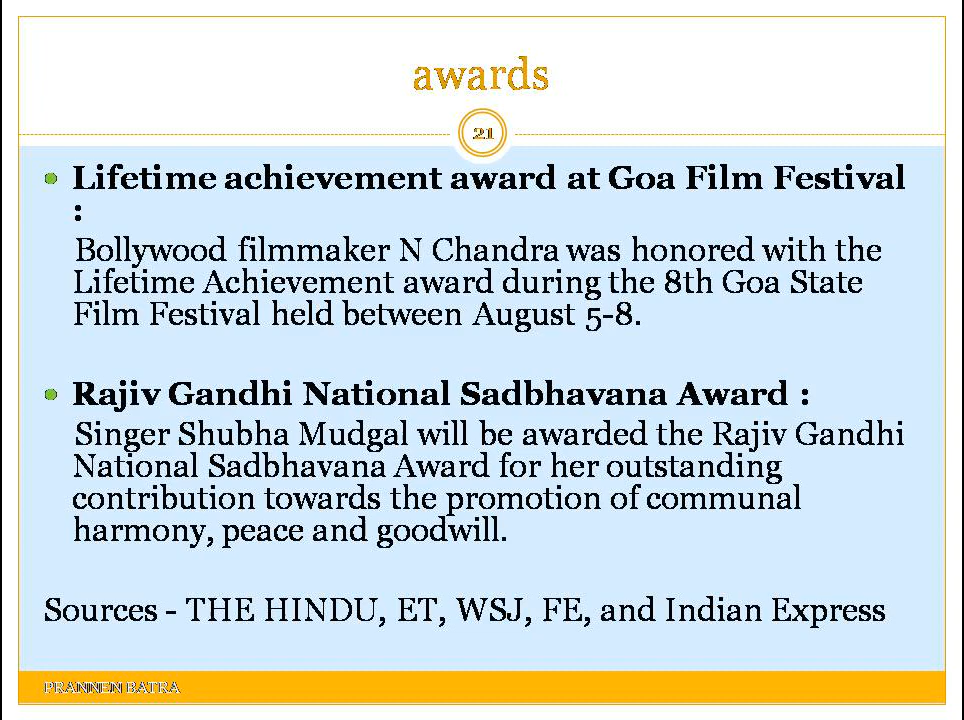 awards
21
• Lifetime achievement award at Goa Film Festival
:
Bollywood filmmaker N Chandra was honored with the
Lifetime Achievement award during the 8th Goa State
Film Festival held between August 5-8.
• Rajiv Gandhi National Sadbhavana Award :
Singer Shubha Mudgal will be awarded the Rajiv Gandhi
National Sadbhavana Award for her outstanding
contribution towards the promotion of communal
harmony, peace and goodwill.
Sources - THE HINDU, ET, WSJ, FE, and Indian Express
PRANNEN BATRA